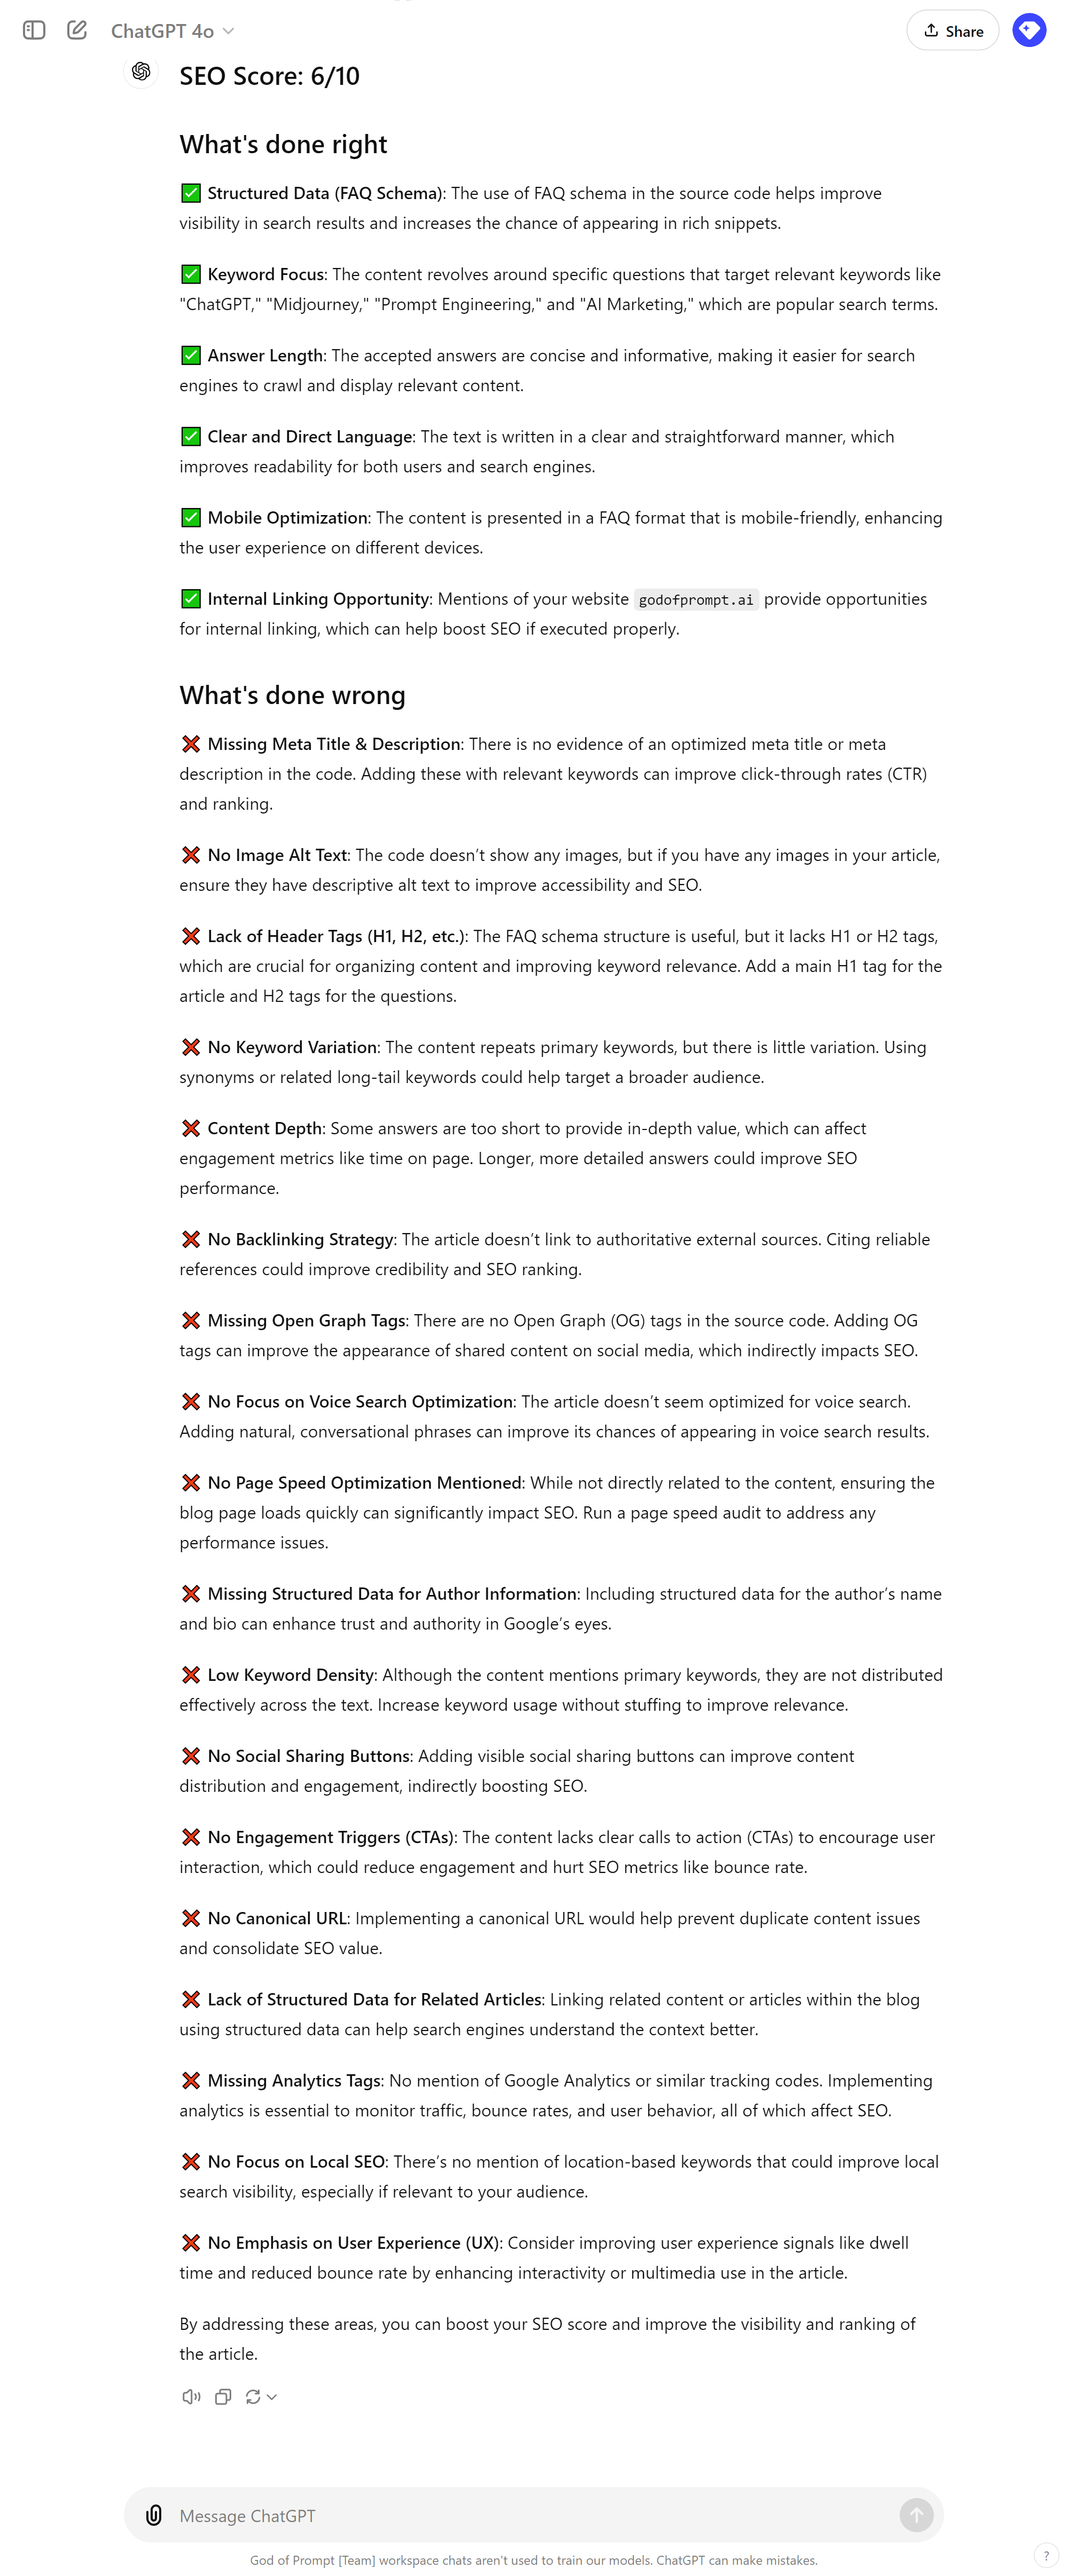 ChatGPT 4o
Share
SEO Score: 6/10
What's done right
✅ Structured Data (FAQ Schema): The use of FAQ schema in the source code helps improve
visibility in search results and increases the chance of appearing in rich snippets.
✅ Keyword Focus: The content revolves around specific questions that target relevant keywords like
"ChatGPT," "Midjourney," "Prompt Engineering," and "AI Marketing," which are popular search terms.
✅ Answer Length: The accepted answers are concise and informative, making it easier for search
engines to crawl and display relevant content.
✅ Clear and Direct Language: The text is written in a clear and straightforward manner, which
improves readability for both users and search engines.
✅ Mobile Optimization: The content is presented in a FAQ format that is mobile-friendly, enhancing
the user experience on different devices.
✅ Internal Linking Opportunity: Mentions of your website godofprompt.ai provide opportunities
for internal linking, which can help boost SEO if executed properly.
What's done wrong
❌ Missing Meta Title & Description: There is no evidence of an optimized meta title or meta
description in the code. Adding these with relevant keywords can improve click-through rates (CTR)
and ranking.
❌ No Image Alt Text: The code doesn’t show any images, but if you have any images in your article,
ensure they have descriptive alt text to improve accessibility and SEO.
❌ Lack of Header Tags (H1, H2, etc.): The FAQ schema structure is useful, but it lacks H1 or H2 tags,
which are crucial for organizing content and improving keyword relevance. Add a main H1 tag for the
article and H2 tags for the questions.
❌ No Keyword Variation: The content repeats primary keywords, but there is little variation. Using
synonyms or related long-tail keywords could help target a broader audience.
❌ Content Depth: Some answers are too short to provide in-depth value, which can affect
engagement metrics like time on page. Longer, more detailed answers could improve SEO
performance.
❌ No Backlinking Strategy: The article doesn’t link to authoritative external sources. Citing reliable
references could improve credibility and SEO ranking.
❌ Missing Open Graph Tags: There are no Open Graph (OG) tags in the source code. Adding OG
tags can improve the appearance of shared content on social media, which indirectly impacts SEO.
❌ No Focus on Voice Search Optimization: The article doesn’t seem optimized for voice search.
Adding natural, conversational phrases can improve its chances of appearing in voice search results.
❌ No Page Speed Optimization Mentioned: While not directly related to the content, ensuring the
blog page loads quickly can significantly impact SEO. Run a page speed audit to address any
performance issues.
❌ Missing Structured Data for Author Information: Including structured data for the author’s name
and bio can enhance trust and authority in Google’s eyes.
❌ Low Keyword Density: Although the content mentions primary keywords, they are not distributed
effectively across the text. Increase keyword usage without stuffing to improve relevance.
❌ No Social Sharing Buttons: Adding visible social sharing buttons can improve content
distribution and engagement, indirectly boosting SEO.
❌ No Engagement Triggers (CTAs): The content lacks clear calls to action (CTAs) to encourage user
interaction, which could reduce engagement and hurt SEO metrics like bounce rate.
❌ No Canonical URL: Implementing a canonical URL would help prevent duplicate content issues
and consolidate SEO value.
❌ Lack of Structured Data for Related Articles: Linking related content or articles within the blog
using structured data can help search engines understand the context better.
❌ Missing Analytics Tags: No mention of Google Analytics or similar tracking codes. Implementing
analytics is essential to monitor traffic, bounce rates, and user behavior, all of which affect SEO.
❌ No Focus on Local SEO: There’s no mention of location-based keywords that could improve local
search visibility, especially if relevant to your audience.
❌ No Emphasis on User Experience (UX): Consider improving user experience signals like dwell
time and reduced bounce rate by enhancing interactivity or multimedia use in the article.
By addressing these areas, you can boost your SEO score and improve the visibility and ranking of
the article.
Message ChatGPT
God of Prompt [Team] workspace chats aren't used to train our models. ChatGPT can make mistakes.
?